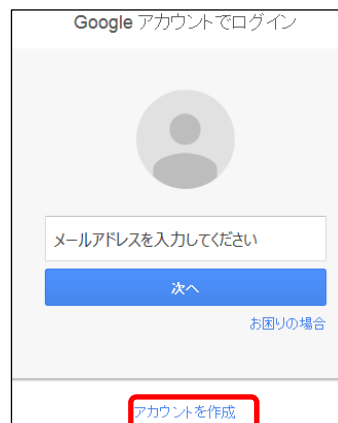 Google アカウントでログイン
メールアドレスを入力してください
次へ
お困りの場合
アカウントを作成